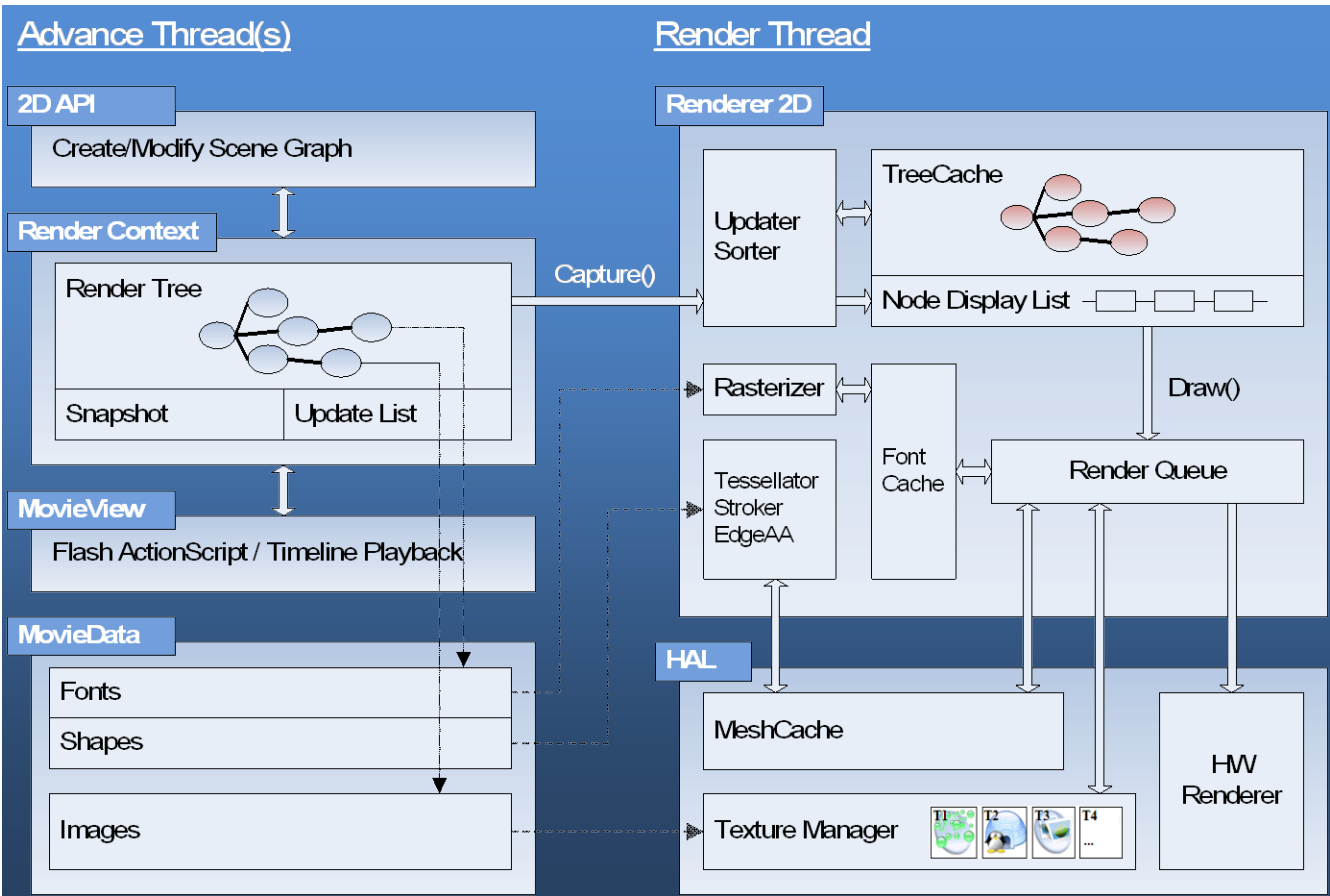 Advance Thread(s)
2D API
Create/Modify Scene Graph
Render Context
Render Tree
Snapshot
Update List
MovieView
Flash ActionScript / Timeline Playback
MovieData
Fonts
Shapes
Images
Capture()
Render Thread
Renderer 2D
Updater
Sorter
TreeCache
Node Display List
Rasterizer
Draw()
Tessellator
Stroker
EdgeAA
Font
Cache
Render Queue
HAL
MeshCache
Texture Manager
T1
T2
T3
T4
...
HW
Renderer